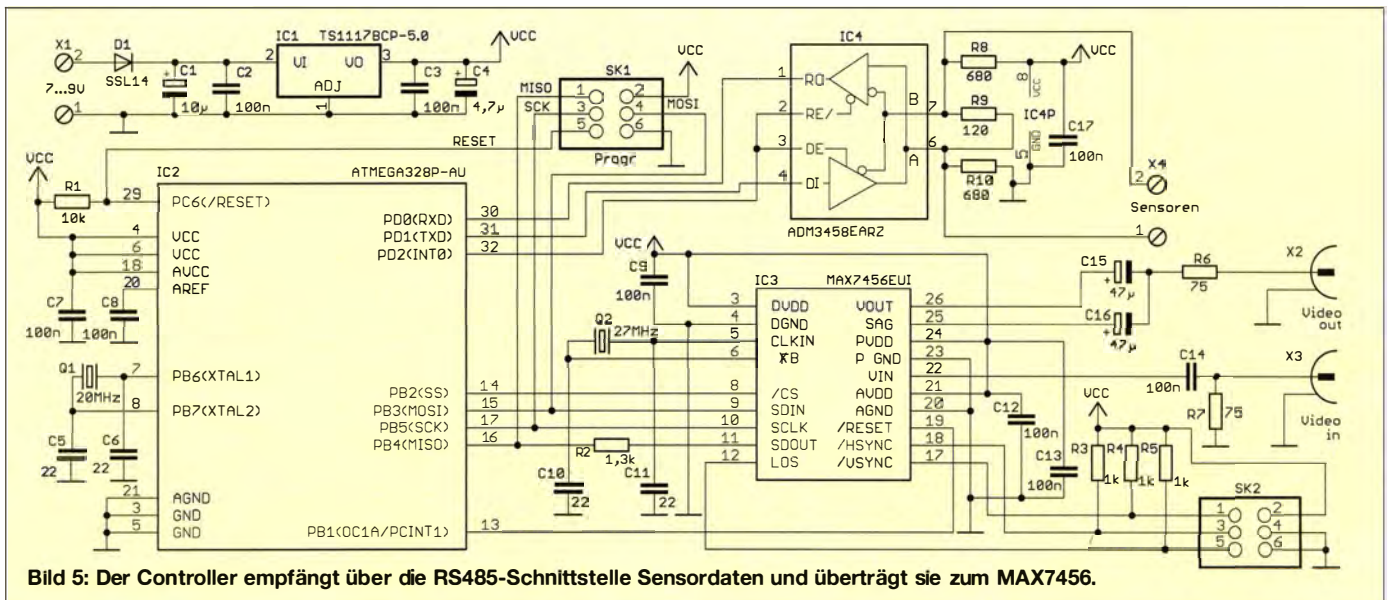 X1
2
7...9V
1
D1
SSL14
C1
10µ
C2
100n
IC1 TS1117BCP-5.0
2
VI VO
3
ADJ
1
C3
100n
C4
4,7µ
VCC
SK1
MISO
SCK
RESET
1 2
3 4
5 6
VCC
MOSI
Progr
IC4
1 RO
2 RE/
3 DE
4 DI
B 7
A 6
ADM3458EARZ
R8
680
R9
120
R10
680
VCC
8
VCC
IC4P
GND
5
C17
100n
X4
2
Sensoren
1
VCC
R1
10k
IC2
ATMEGA328P-AU
29 PC6(/RESET)
4 VCC
6 VCC
18 AVCC
20 AREF
C7
100n
C8
100n
PD0(RXD) 30
PD1(TXD) 31
PD2(INT0) 32
Q1
20MHz
7 PB6(XTAL1)
8 PB7(XTAL2)
C5
22
C6
22
PB2(SS) 14
PB3(MOSI) 15
PB5(SCK) 17
PB4(MISO) 16
21 AGND
3 GND
5 GND
PB1(OC1A/PCINT1) 13
R2
1,3k
VCC
C9
100n
Q2
27MHz
C10
22
C11
22
IC3 MAX7456EUI
3 DVDD VOUT 26
4 DGND SAG 25
5 CLKIN PVDD 24
6 XFB P GND 23
VIN 22
8 /CS AVDD 21
9 SDIN AGND 20
10 SCLK /RESET 19
11 SDOUT /HSYNC 18
12 LOS /VSYNC 17
C12
100n
C13
100n
C15
+ 47µ
C16
+ 47µ
R6
75
X2
Video
out
C14
100n
R7
75
X3
Video
in
VCC
R3
1k
R4
1k
R5
1k
SK2
1 2
3 4
5 6
Bild 5: Der Controller empfängt über die RS485-Schnittstelle Sensordaten und überträgt sie zum MAX7456.